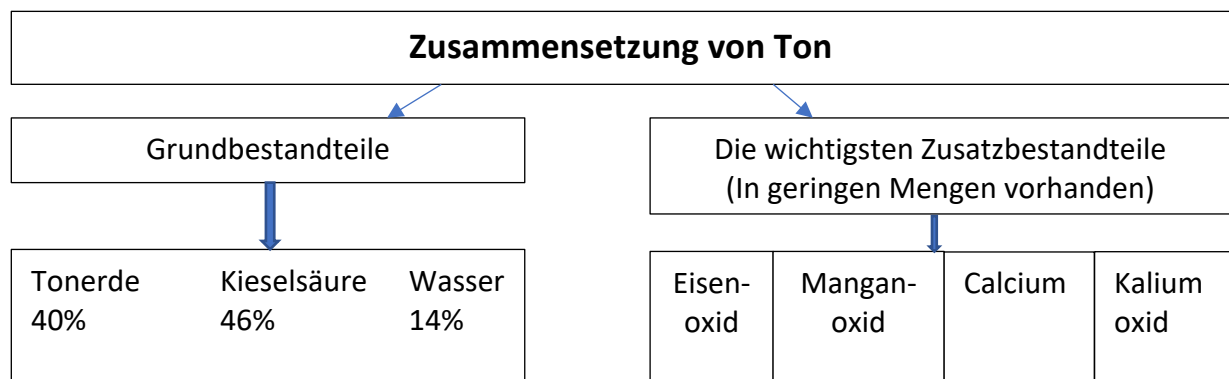 Zusammensetzung von Ton
Grundbestandteile
Die wichtigsten Zusatzbestandteile
(In geringen Mengen vorhanden)
Tonerde Kieselsäure Wasser
40% 46% 14%
Eisen- Mangan- Calcium Kalium
oxid oxid oxid